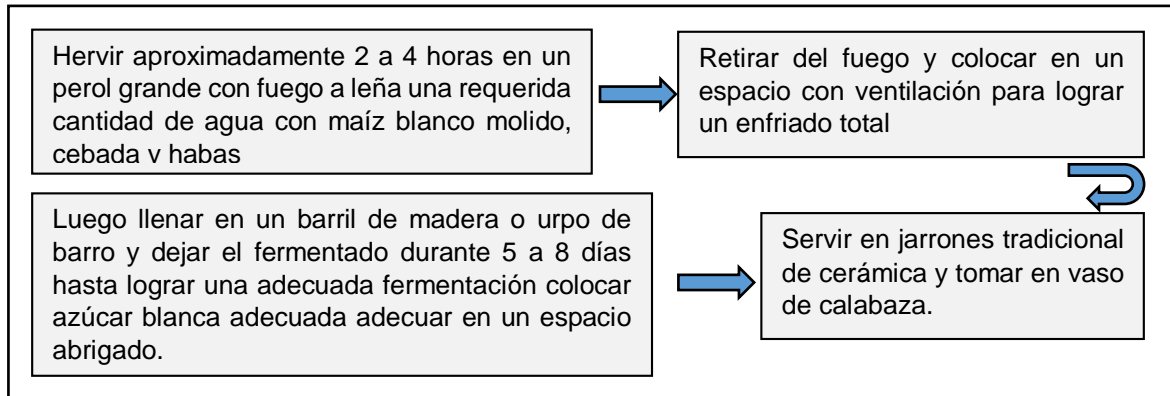 Hervir aproximadamente 2 a 4 horas en un
perol grande con fuego a leña una requerida
cantidad de agua con maíz blanco molido,
cebada y habas
Retirar del fuego y colocar en un
espacio con ventilación para lograr
un enfriado total
Luego llenar en un barril de madera o urpo de
barro y dejar el fermentado durante 5 a 8 días
hasta lograr una adecuada fermentación colocar
azúcar blanca adecuada adecuar en un espacio
abrigado.
Servir en jarrones tradicional
de cerámica y tomar en vaso
de calabaza.